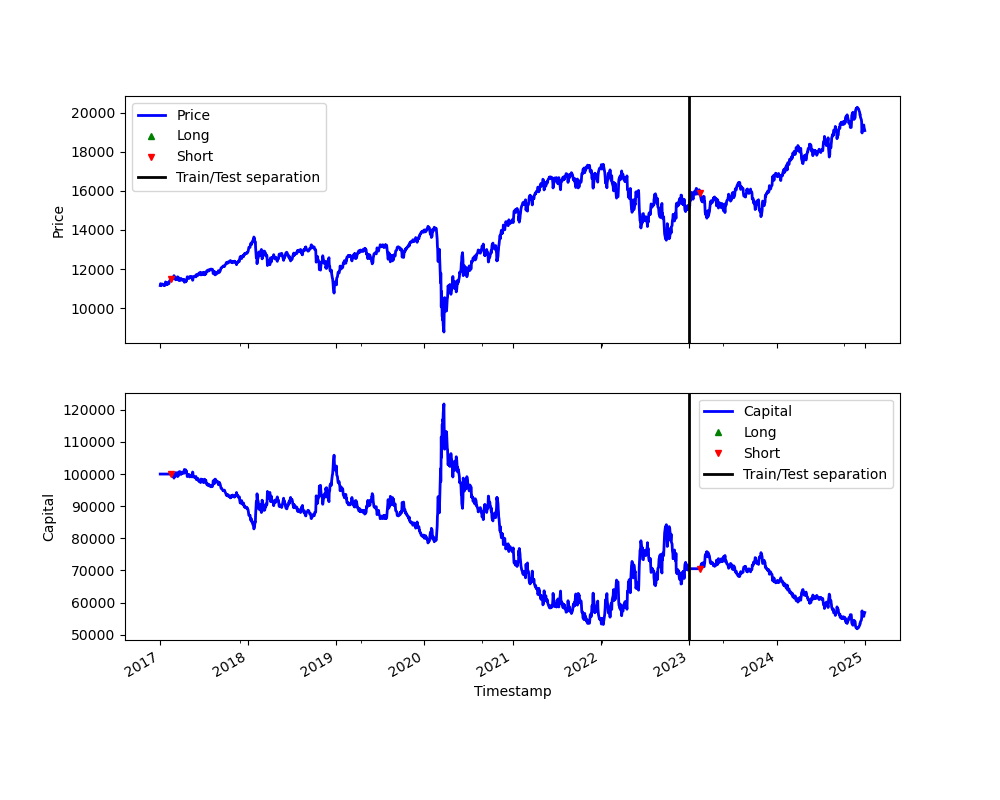 Price
20000
18000
16000
14000
12000
10000
Price
Long
Short
Train/Test separation
Capital
120000
110000
100000
90000
80000
70000
60000
50000
Capital
Long
Short
Train/Test separation
2017 2018 2019 2020 2021 2022 2023 2024 2025
Timestamp